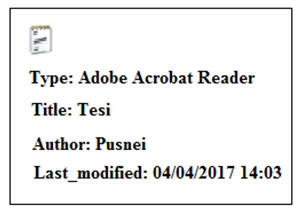 Type: Adobe Acrobat Reader
Title: Tesi
Author: Pusnei
Last_modified: 04/04/2017 14:03